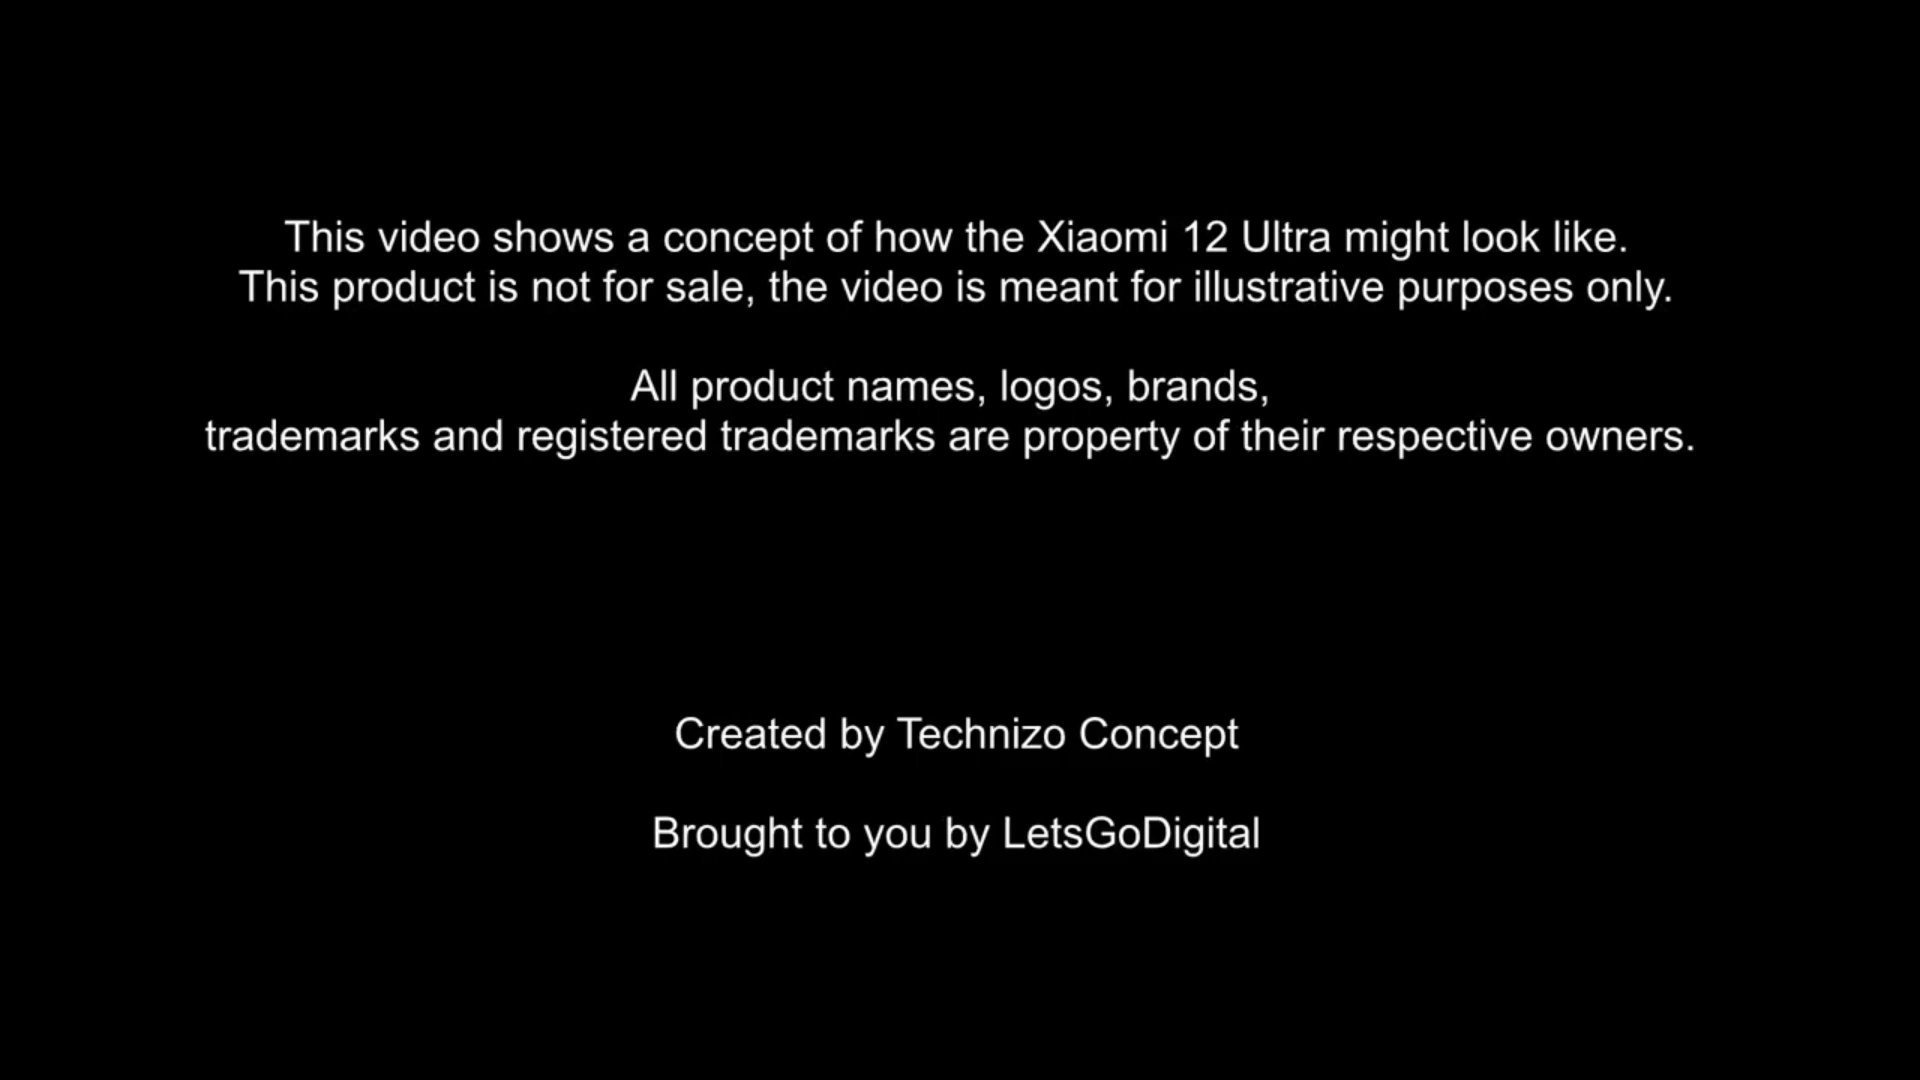 This video shows a concept of how the Xiaomi 12 Ultra might look like.
This product is not for sale, the video is meant for illustrative purposes only.
All product names, logos, brands,
trademarks and registered trademarks are property of their respective owners.
Created by Technizo Concept
Brought to you by LetsGoDigital